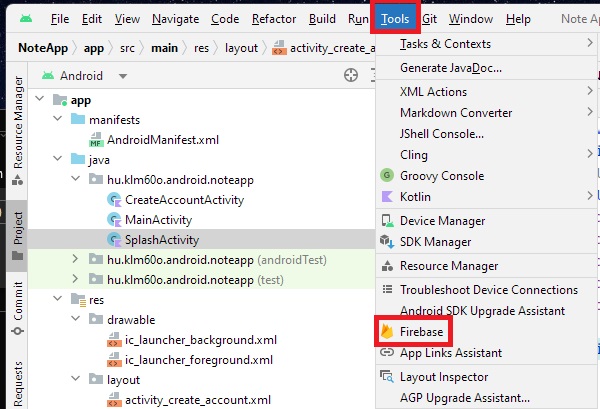 File Edit View Navigate Code Refactor Build Run Tools Git Window Help Note App
NoteApp app src main res layout activity_create_a
Android
Resource Manager
Project
Commit
Requests
app
manifests
AndroidManifest.xml
java
hu.klm60o.android.noteapp
CreateAccountActivity
MainActivity
SplashActivity
hu.klm60o.android.noteapp (androidTest)
hu.klm60o.android.noteapp (test)
res
drawable
ic_launcher_background.xml
ic_launcher_foreground.xml
layout
activity_create_account.xml
Tasks & Contexts
Generate JavaDoc...
XML Actions
Markdown Converter
JShell Console...
Cling
Groovy Console
Kotlin
Device Manager
SDK Manager
Resource Manager
Troubleshoot Device Connections
Android SDK Upgrade Assistant
Firebase
App Links Assistant
Layout Inspector
AGP Upgrade Assistant...